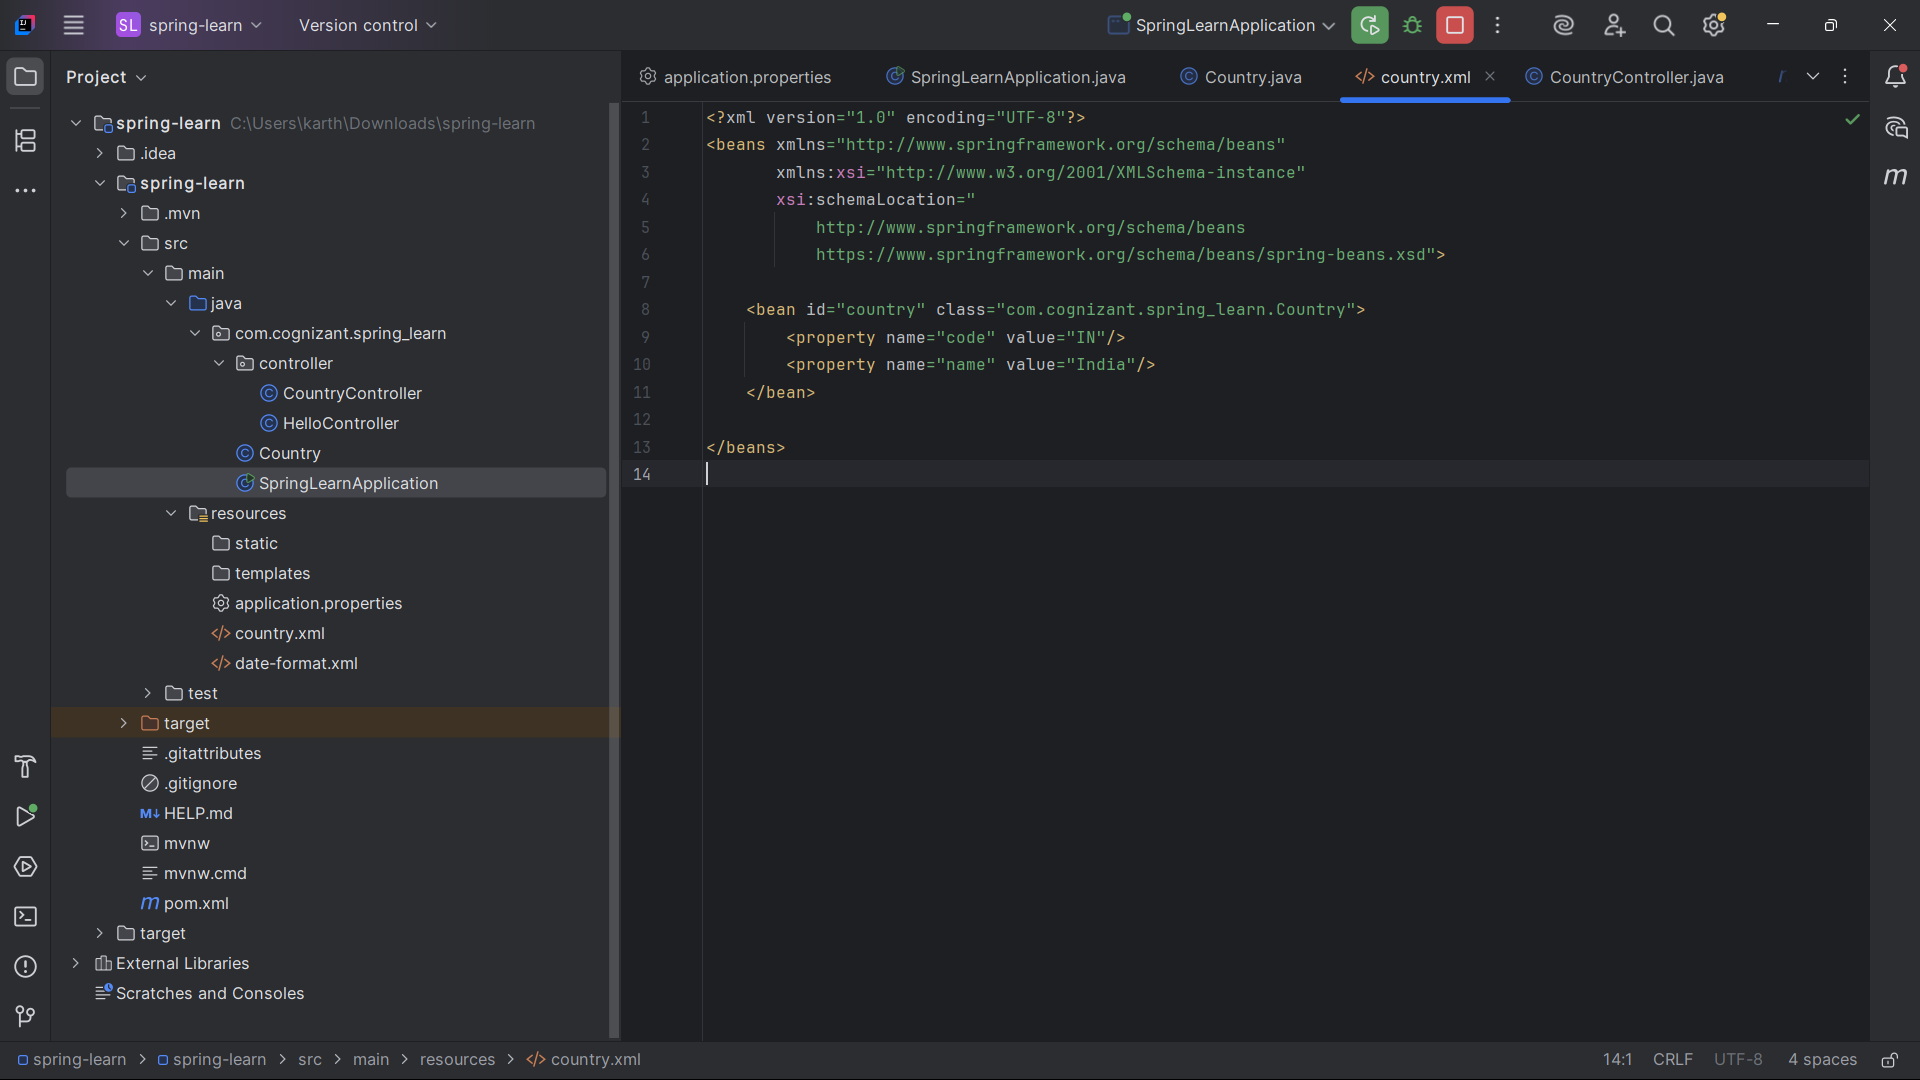 SL spring-learn Version control SpringLearnApplication
Project
spring-learn C:\Users\karth\Downloads\spring-learn
.idea
spring-learn
.mvn
src
main
java
com.cognizant.spring_learn
controller
CountryController
HelloController
Country
SpringLearnApplication
resources
static
templates
application.properties
country.xml
date-format.xml
test
target
.gitattributes
.gitignore
HELP.md
mvnw
mvnw.cmd
pom.xml
target
External Libraries
Scratches and Consoles
application.properties SpringLearnApplication.java Country.java country.xml CountryController.java
1 <?xml version="1.0" encoding="UTF-8"?>
2 <beans xmlns="http://www.springframework.org/schema/beans"
3 xmlns:xsi="http://www.w3.org/2001/XMLSchema-instance"
4 xsi:schemaLocation="
5 http://www.springframework.org/schema/beans
6 https://www.springframework.org/schema/beans/spring-beans.xsd">
7
8 <bean id="country" class="com.cognizant.spring_learn.Country">
9 <property name="code" value="IN"/>
10 <property name="name" value="India"/>
11 </bean>
12
13 </beans>
14
spring-learn > spring-learn > src > main > resources > country.xml 14:1 CRLF UTF-8 4 spaces